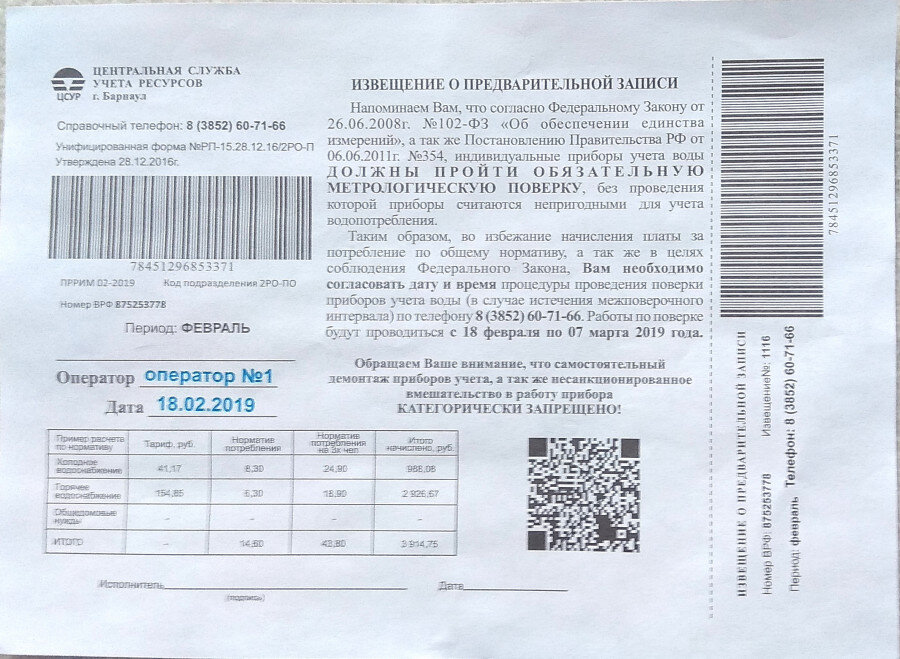 ЦЕНТРАЛЬНАЯ СЛУЖБА
УЧЕТА РЕСУРСОВ
ЦСУР г. Барнаул
Справочный телефон: 8 (3852) 60-71-66
Унифицированная форма №РП-15.28.12.16/2РО-П
Утверждена 28.12.2016г.
78451296853371
ПРРИМ 02-2019 Код подразделения 2РО-ПО
Номер ВРФ 875253778
Период: ФЕВРАЛЬ
Оператор оператор №1
Дата 18.02.2019
ИЗВЕЩЕНИЕ О ПРЕДВАРИТЕЛЬНОЙ ЗАПИСИ
Напоминаем Вам, что согласно Федеральному Закону от
26.06.2008г. №102-ФЗ «Об обеспечении единства
измерений», а так же Постановлению Правительства РФ от
06.06.2011г. №354, индивидуальные приборы учета воды
ДОЛЖНЫ ПРОЙТИ ОБЯЗАТЕЛЬНУЮ
МЕТРОЛОГИЧЕСКУЮ ПОВЕРКУ, без проведения
которой приборы считаются непригодными для учета
водопотребления.
Таким образом, во избежание начисления платы за
потребление по общему нормативу, а так же в целях
соблюдения Федерального Закона, Вам необходимо
согласовать дату и время процедуры проведения поверки
приборов учета воды (в случае истечения межповерочного
интервала) по телефону 8 (3852) 60-71-66. Работы по поверке
будут проводиться с 18 февраля по 07 марта 2019 года.
Обращаем Ваше внимание, что самостоятельный
демонтаж приборов учета, а так же несанкционированное
вмешательство в работу прибора
КАТЕГОРИЧЕСКИ ЗАПРЕЩЕНО!
Пример расчета по нормативу Тариф, руб. Норматив потребления Норматив потребления на 3х чел Итого начислено, руб.
Холодное водоснабжение 41,17 8,30 24,90 988,08
Горячее водоснабжение 154,85 6,30 18,90 2 926,67
Общедомовые нужды - - - -
ИТОГО - 14,60 43,80 3 914,75
Исполнитель Дата
(подпись)
78451296853371
ИЗВЕЩЕНИЕ О ПРЕДВАРИТЕЛЬНОЙ ЗАПИСИ
Номер ВРФ: 875253778 Извещение№: 1116
Период: февраль Телефон: 8 (3852) 60-71-66